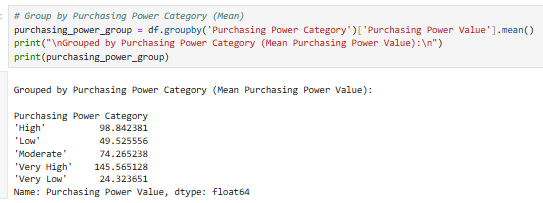 # Group by Purchasing Power Category (Mean)
purchasing_power_group = df.groupby('Purchasing Power Category')['Purchasing Power Value'].mean()
print("\nGrouped by Purchasing Power Category (Mean Purchasing Power Value):\n")
print(purchasing_power_group)
Grouped by Purchasing Power Category (Mean Purchasing Power Value):
Purchasing Power Category
'High'          98.842381
'Low'           49.525556
'Moderate'      74.265238
'Very High'    145.565128
'Very Low'      24.323651
Name: Purchasing Power Value, dtype: float64